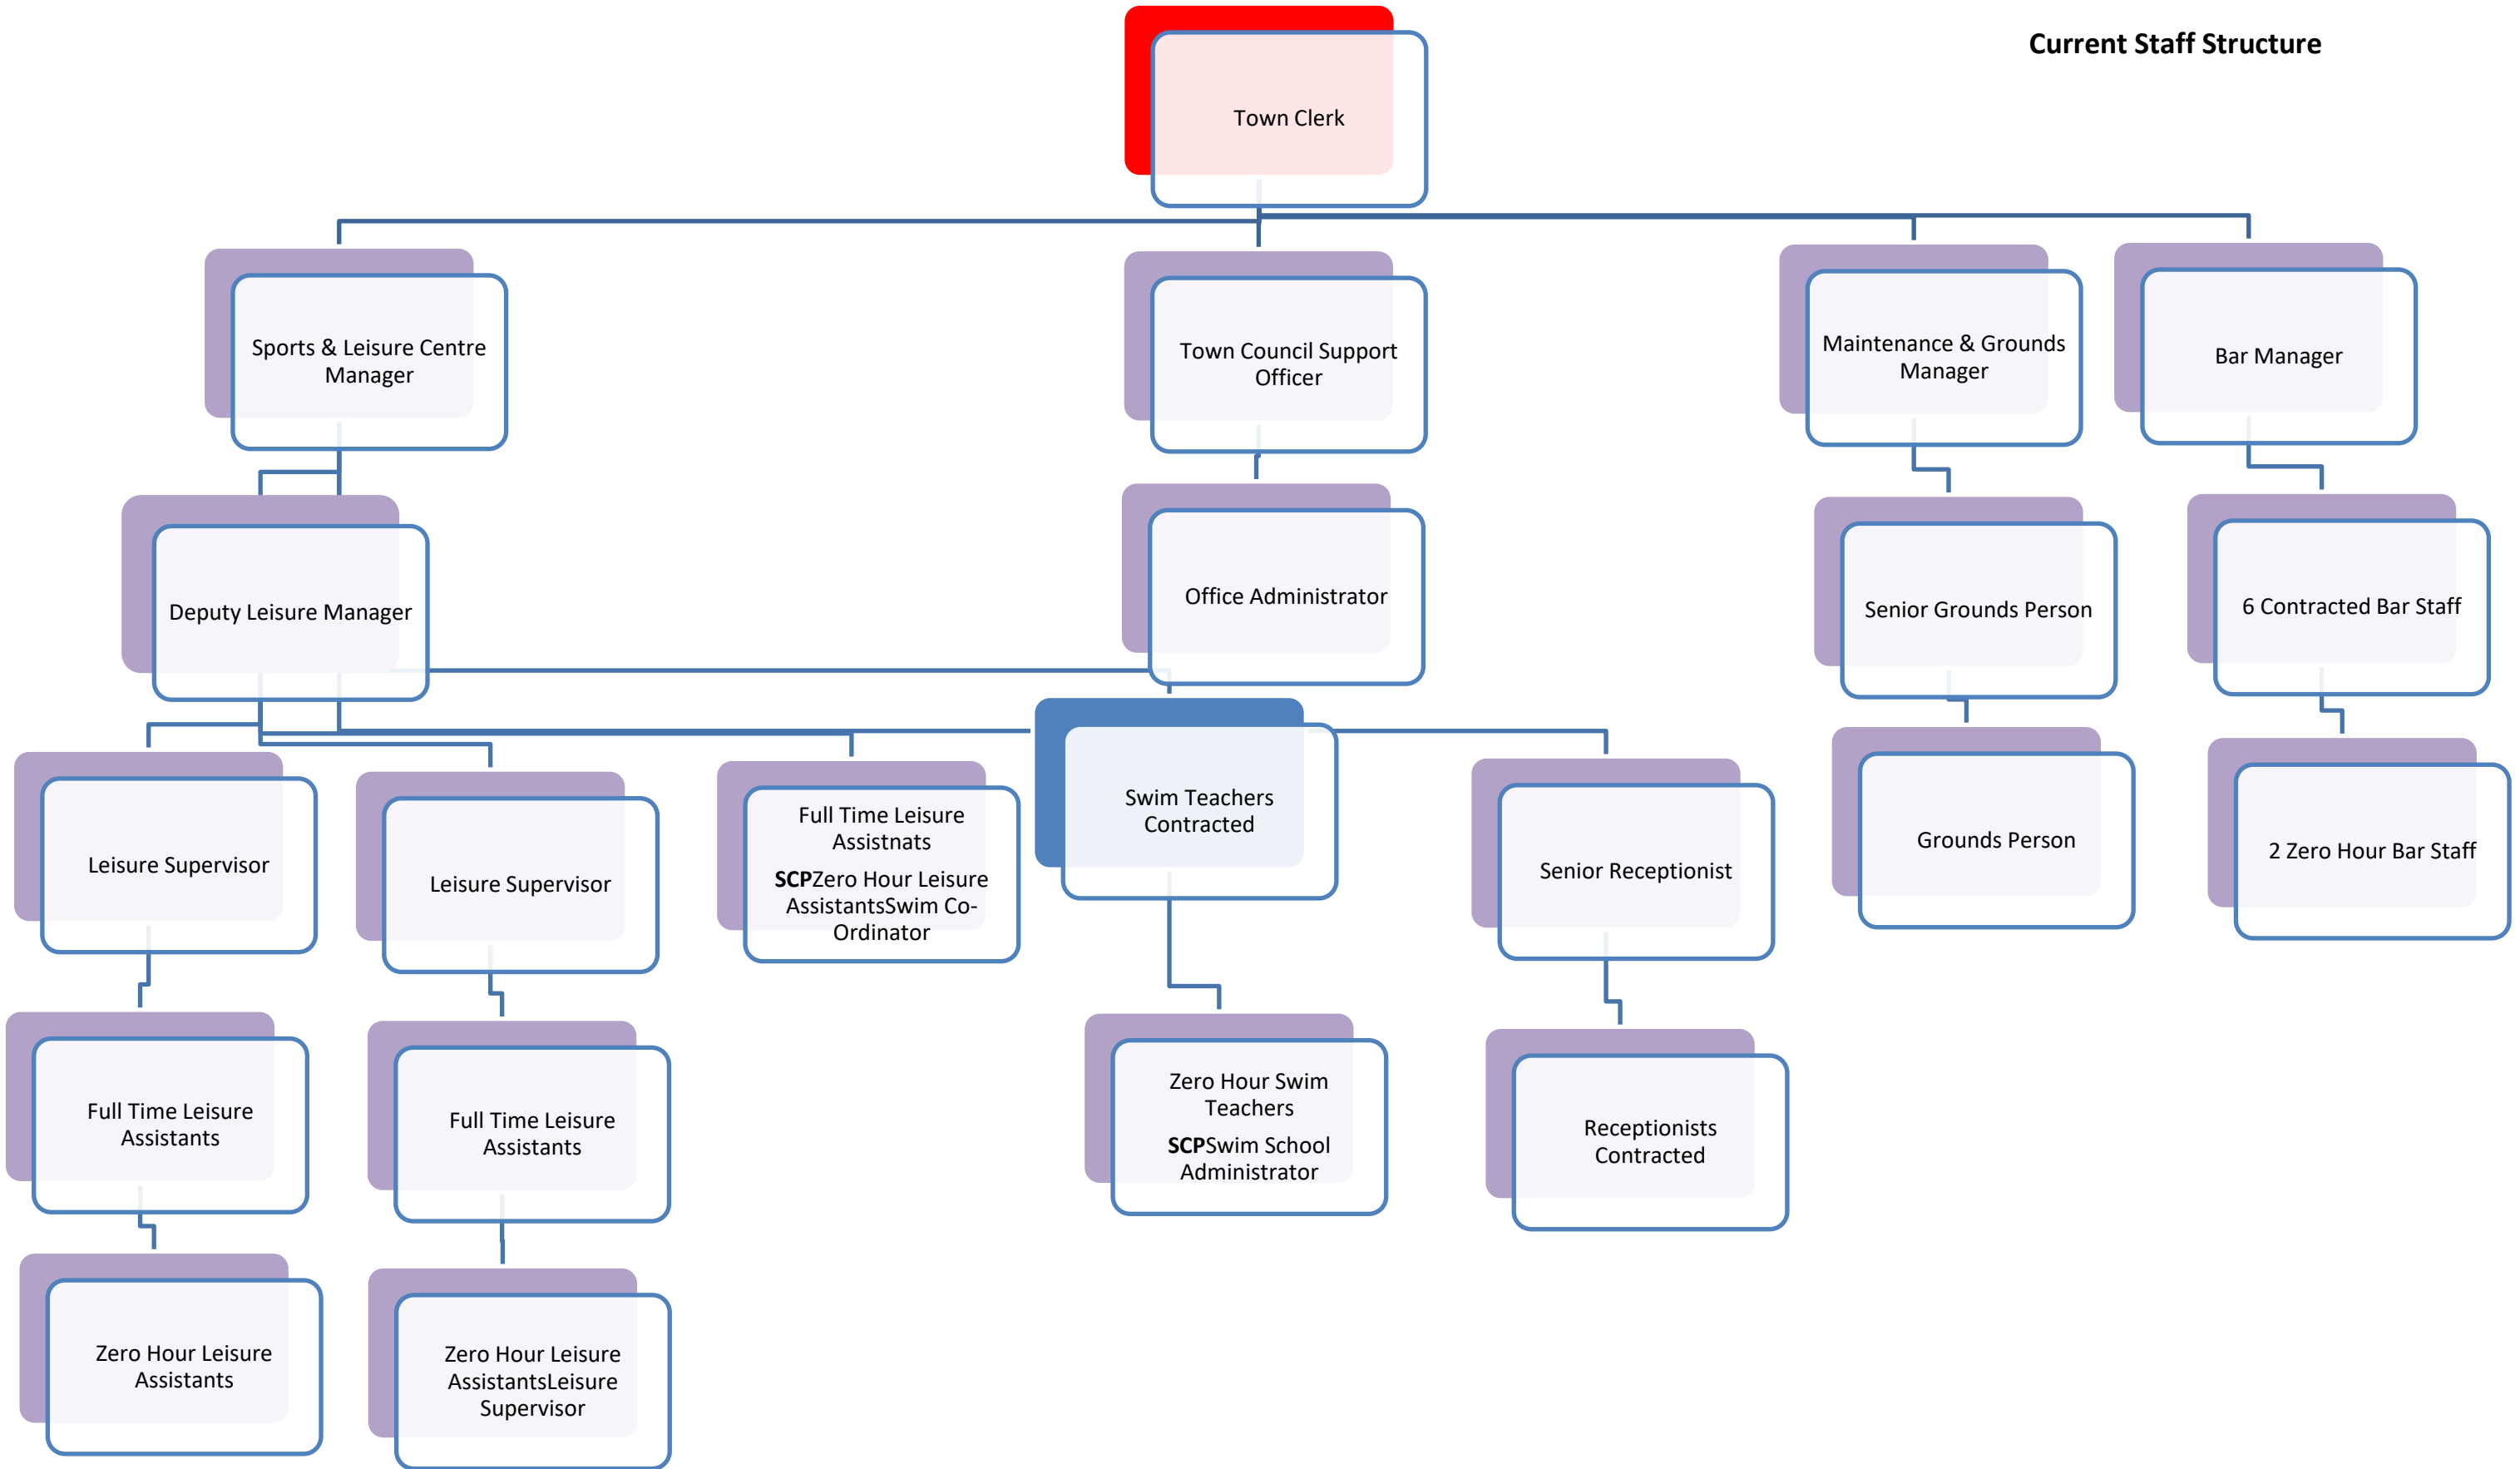 Current Staff Structure
Town Clerk
Sports & Leisure Centre
Manager
Town Council Support
Officer
Maintenance & Grounds
Manager
Bar Manager
Deputy Leisure Manager
Office Administrator
Senior Grounds Person
6 Contracted Bar Staff
Leisure Supervisor
Leisure Supervisor
Full Time Leisure
Assistnats
SCPZero Hour Leisure
AssistantsSwim Co-
Ordinator
Swim Teachers
Contracted
Senior Receptionist
Grounds Person
2 Zero Hour Bar Staff
Full Time Leisure
Assistants
Full Time Leisure
Assistants
Zero Hour Swim
Teachers
SCPSwim School
Administrator
Receptionists
Contracted
Zero Hour Leisure
Assistants
Zero Hour Leisure
AssistantsLeisure
Supervisor